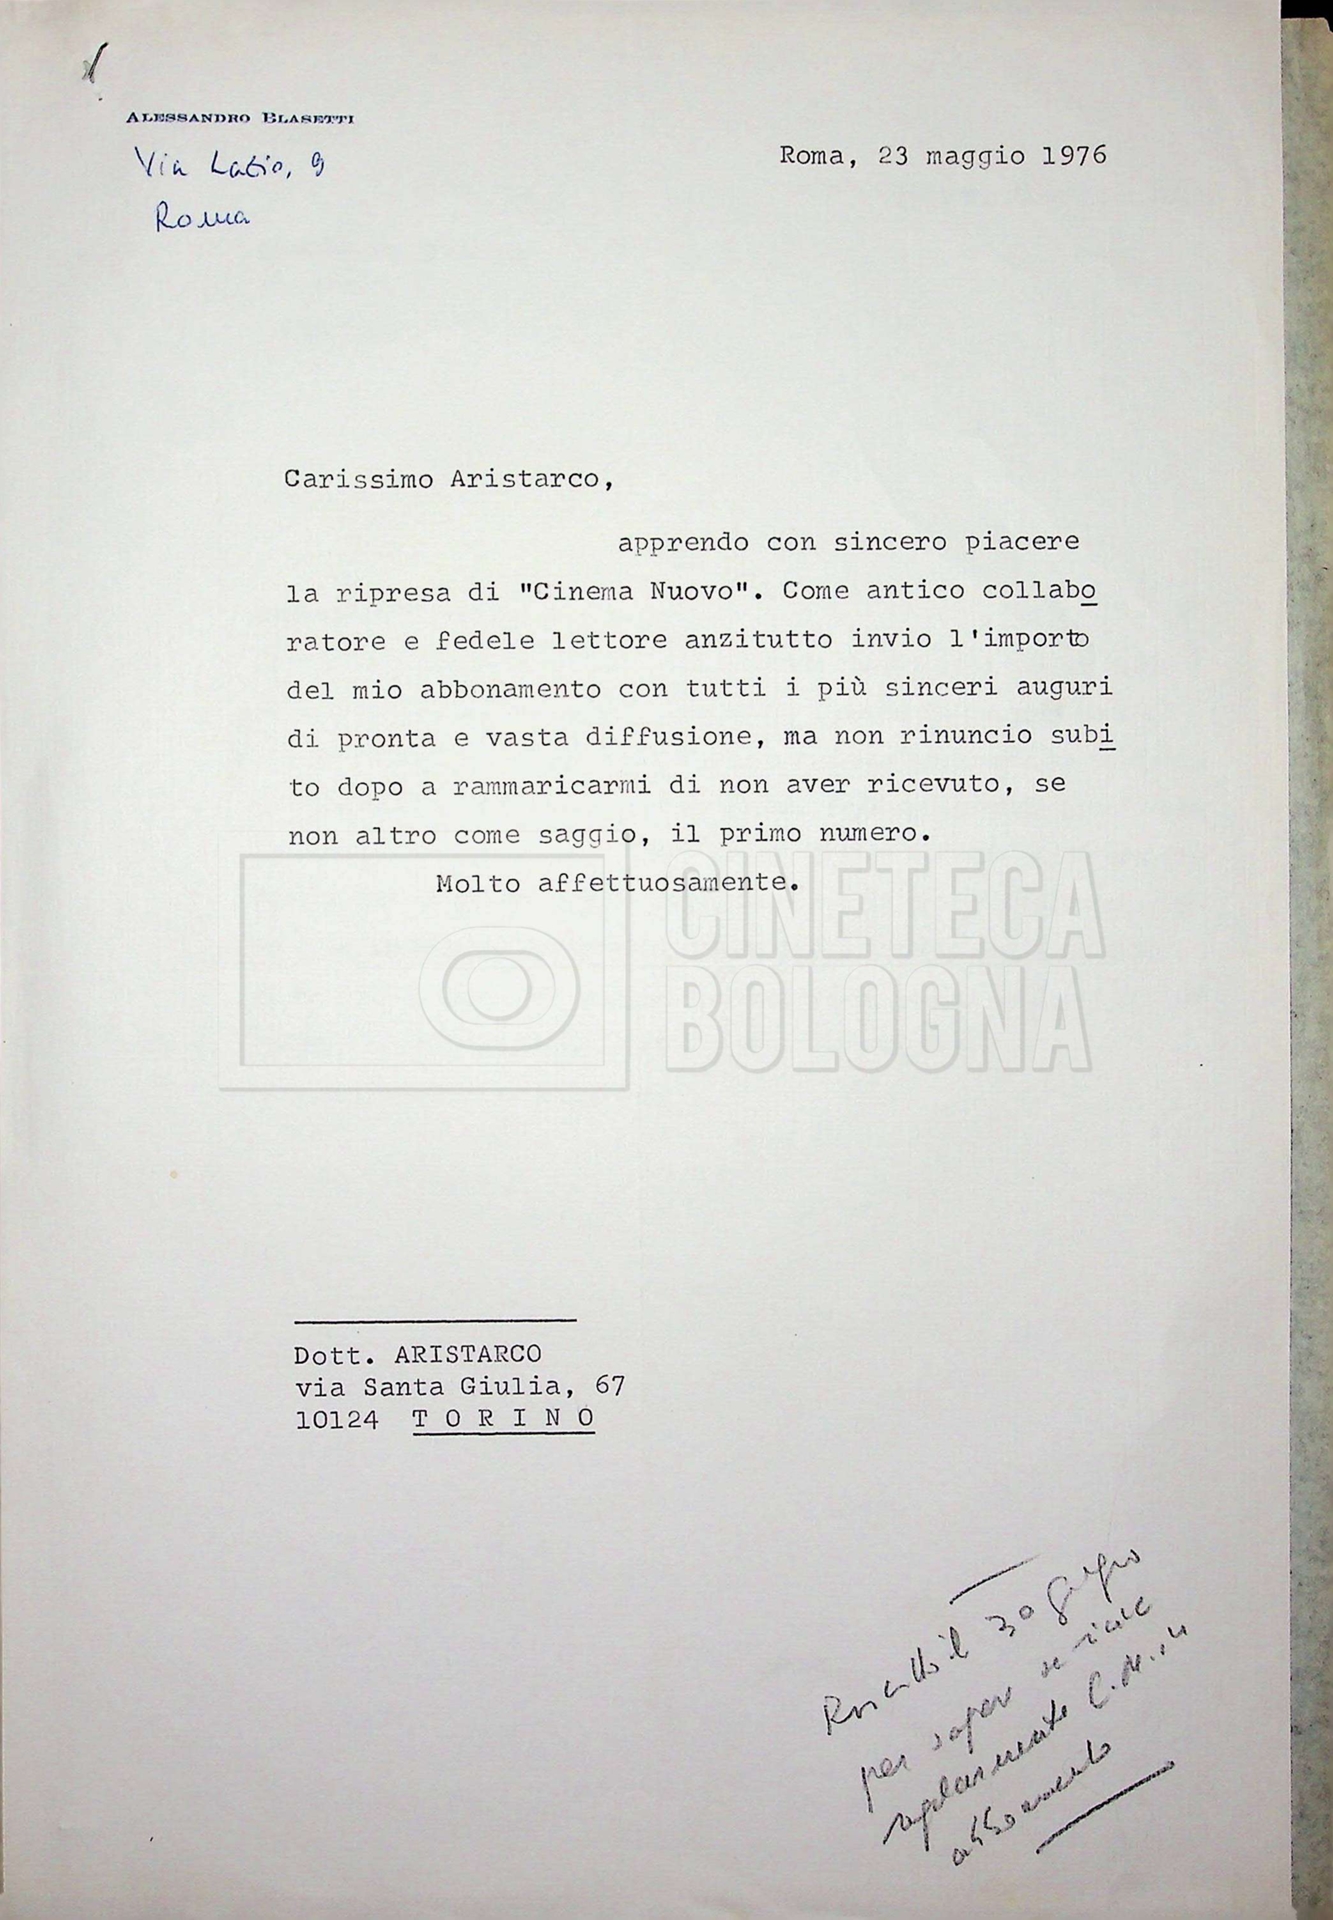 ALESSANDRO BLASETTI
Via Lazio, 9
Roma
Roma, 23 maggio 1976
Carissimo Aristarco,
apprendo con sincero piacere
la ripresa di "Cinema Nuovo". Come antico collabo
ratore e fedele lettore anzitutto invio l'importo
del mio abbonamento con tutti i più sinceri auguri
di pronta e vasta diffusione, ma non rinuncio subi
to dopo a rammaricarmi di non aver ricevuto, se
non altro come saggio, il primo numero.
Molto affettuosamente.
CINETECA
BOLOGNA
Dott. ARISTARCO
via Santa Giulia, 67
10124 T O R I N O
il 30 giugno
per sapere se
regolarmente C.N. in
abbonamento